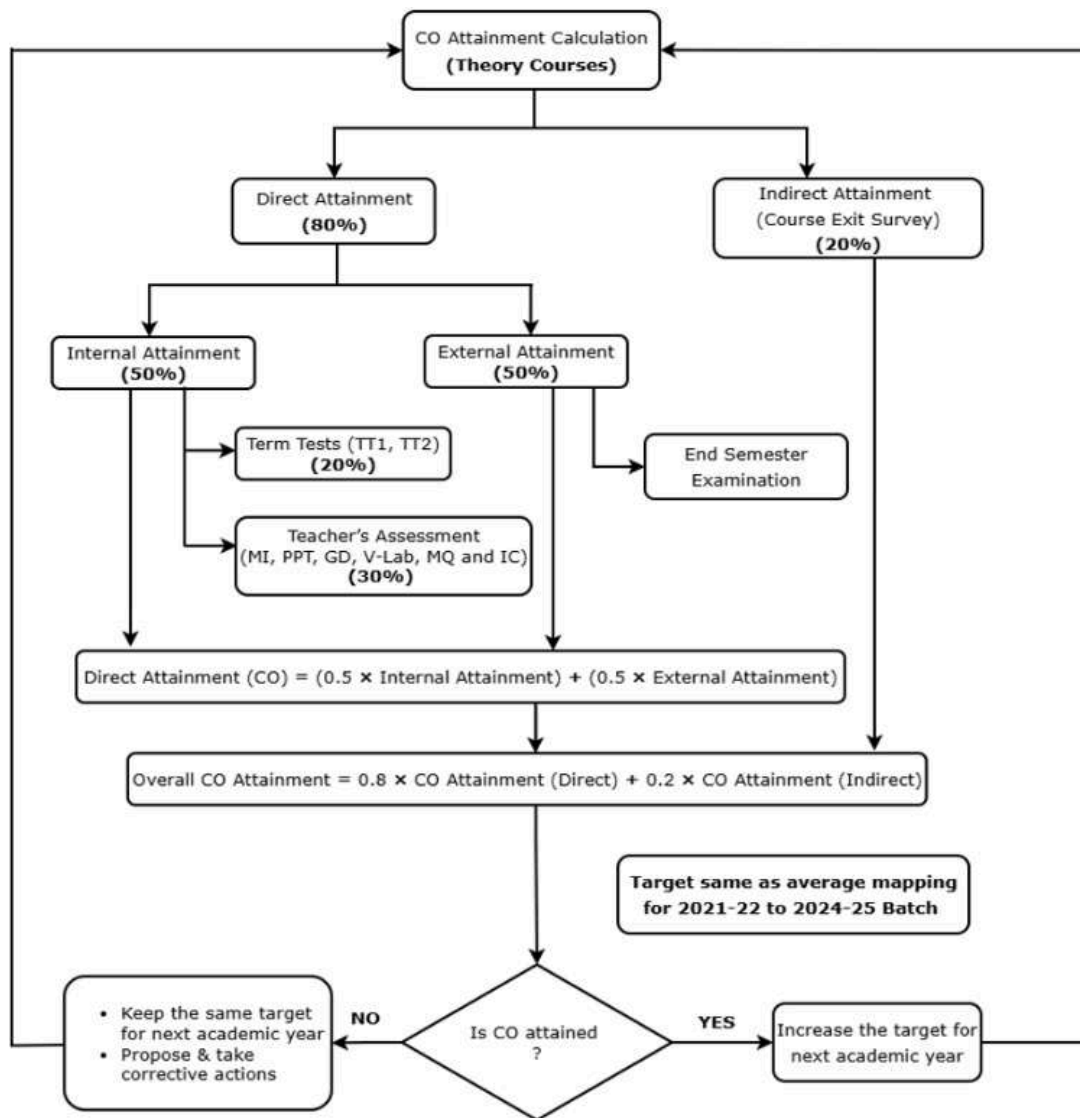 CO Attainment Calculation
(Theory Courses)
Direct Attainment
(80%)
Indirect Attainment
(Course Exit Survey)
(20%)
Internal Attainment
(50%)
External Attainment
(50%)
Term Tests (TT1, TT2)
(20%)
End Semester
Examination
Teacher's Assessment
(MI, PPT, GD, V-Lab, MQ and IC)
(30%)
Direct Attainment (CO) = (0.5 × Internal Attainment) + (0.5 × External Attainment)
Overall CO Attainment = 0.8 × CO Attainment (Direct) + 0.2 × CO Attainment (Indirect)
Target same as average mapping
for 2021-22 to 2024-25 Batch
• Keep the same target
for next academic year
• Propose & take
corrective actions
NO
Is CO attained
?
YES
Increase the target for
next academic year